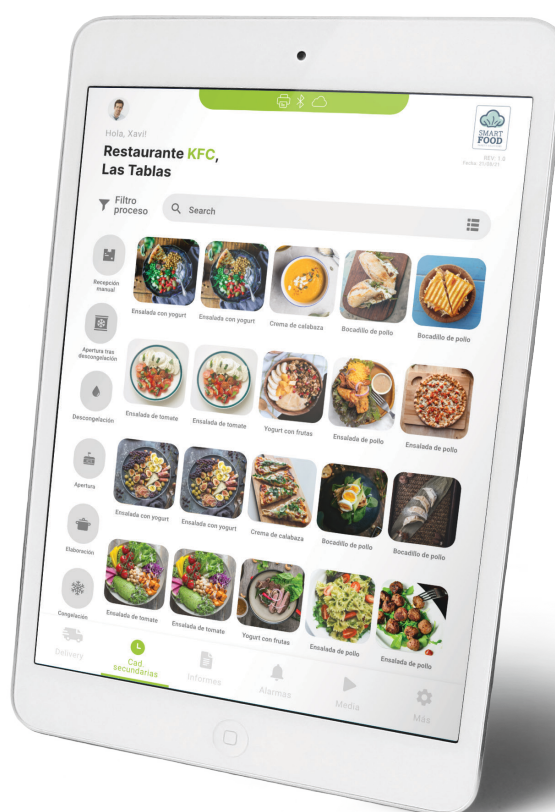 Hola, Xavi!
Restaurante KFC,
Las Tablas
SMART
FOOD
REV: 1.0
Filtro
proceso
Search
Recepción
manual
Ensalada con yogurt
Ensalada con yogurt
Crema de calabaza
Bocadillo de pollo
Bocadillo de pollo
Apertura tras
descongelación
Ensalada de tomate
Ensalada de tomate
Yogurt con frutas
Ensalada de pollo
Ensalada de pollo
Descongelación
Apertura
Ensalada con yogurt
Ensalada con yogurt
Crema de calabaza
Bocadillo de pollo
Bocadillo de pollo
Elaboración
Congelación
Ensalada de tomate
Ensalada de tomate
Yogurt con frutas
Ensalada de pollo
Ensalada de pollo
Delivery
Cad.
secundarias
Informes
Alarmas
Media
Más